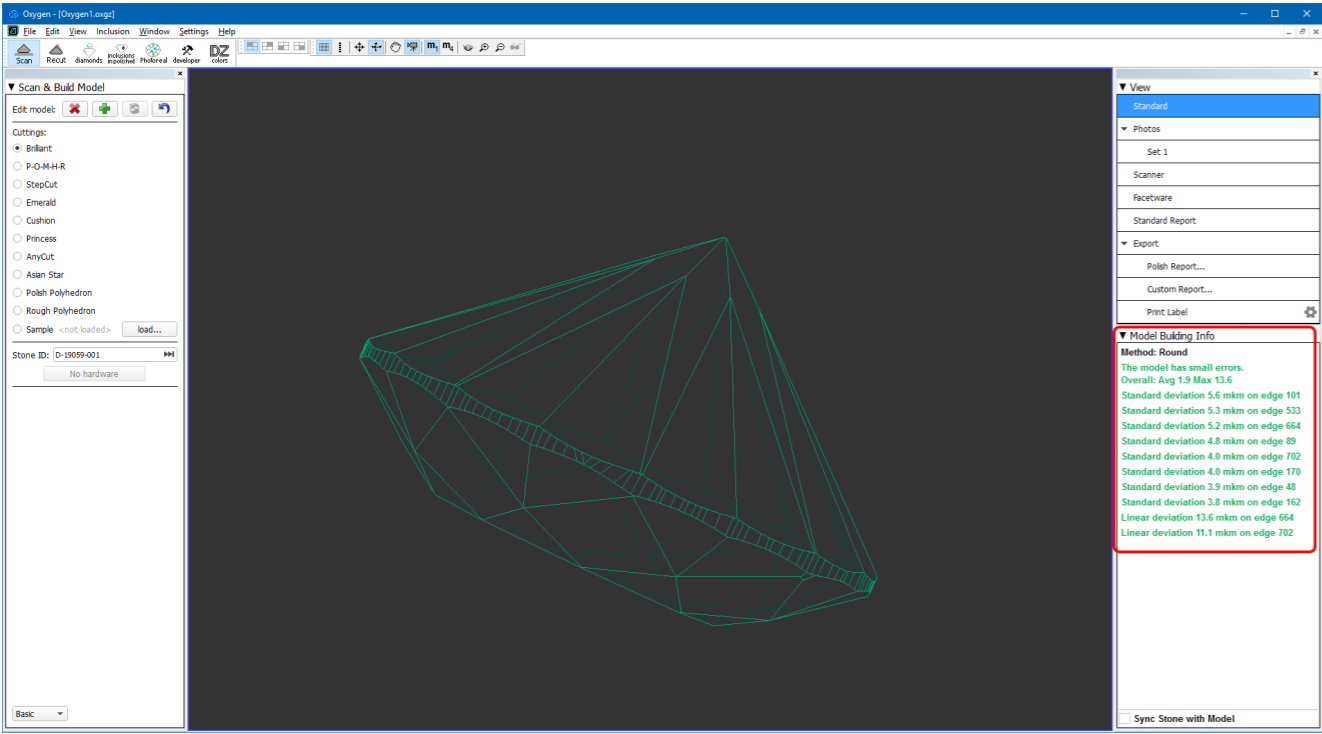 Oxygen - [Oxygen1.oxgz]
File Edit View Inclusion Window Settings Help
Scan Recut diamonds inclusions inpolished Photoreal developer DZ colors
m1 m4
Scan & Build Model
Edit model:
Cuttings:
Brilliant
P-O-M-H-R
StepCut
Emerald
Cushion
Princess
AnyCut
Asian Star
Polish Polyhedron
Rough Polyhedron
Sample <not loaded> load...
Stone ID: D-19059-001
No hardware
Basic
View
Standard
Photos
Set 1
Scanner
Facetware
Standard Report
Export
Polish Report...
Custom Report...
Print Label
Model Building Info
Method: Round
The model has small errors.
Overall: Avg 1.9 Max 13.6
Standard deviation 5.6 mkm on edge 101
Standard deviation 5.3 mkm on edge 533
Standard deviation 5.2 mkm on edge 664
Standard deviation 4.8 mkm on edge 89
Standard deviation 4.0 mkm on edge 702
Standard deviation 4.0 mkm on edge 170
Standard deviation 3.9 mkm on edge 48
Standard deviation 3.8 mkm on edge 162
Linear deviation 13.6 mkm on edge 664
Linear deviation 11.1 mkm on edge 702
Sync Stone with Model